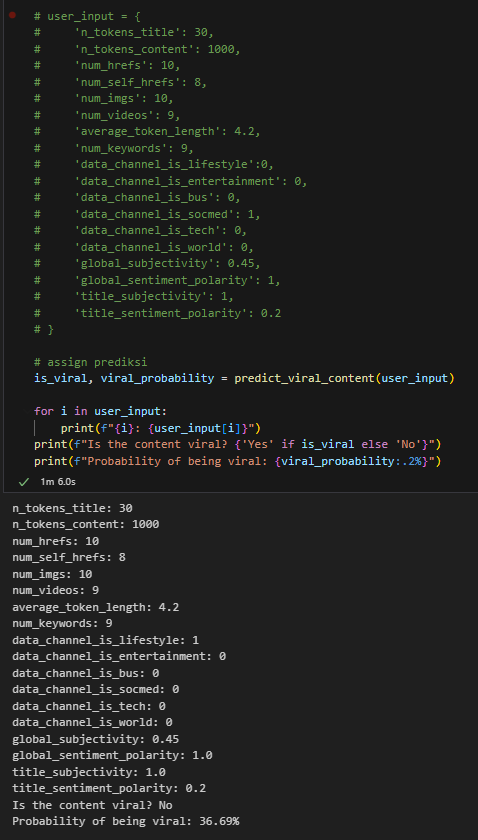 # user_input = {
#     'n_tokens_title': 30,
#     'n_tokens_content': 1000,
#     'num_hrefs': 10,
#     'num_self_hrefs': 8,
#     'num_imgs': 10,
#     'num_videos': 9,
#     'average_token_length': 4.2,
#     'num_keywords': 9,
#     'data_channel_is_lifestyle':0,
#     'data_channel_is_entertainment': 0,
#     'data_channel_is_bus': 0,
#     'data_channel_is_socmed': 1,
#     'data_channel_is_tech': 0,
#     'data_channel_is_world': 0,
#     'global_subjectivity': 0.45,
#     'global_sentiment_polarity': 1,
#     'title_subjectivity': 1,
#     'title_sentiment_polarity': 0.2
# }
# assign prediksi
is_viral, viral_probability = predict_viral_content(user_input)
for i in user_input:
    print(f"{i}: {user_input[i]}")
print(f"Is the content viral? {'Yes' if is_viral else 'No'}")
print(f"Probability of being viral: {viral_probability:.2%}")
1m 6.0s
n_tokens_title: 30
n_tokens_content: 1000
num_hrefs: 10
num_self_hrefs: 8
num_imgs: 10
num_videos: 9
average_token_length: 4.2
num_keywords: 9
data_channel_is_lifestyle: 1
data_channel_is_entertainment: 0
data_channel_is_bus: 0
data_channel_is_socmed: 0
data_channel_is_tech: 0
data_channel_is_world: 0
global_subjectivity: 0.45
global_sentiment_polarity: 1.0
title_subjectivity: 1.0
title_sentiment_polarity: 0.2
Is the content viral? No
Probability of being viral: 36.69%